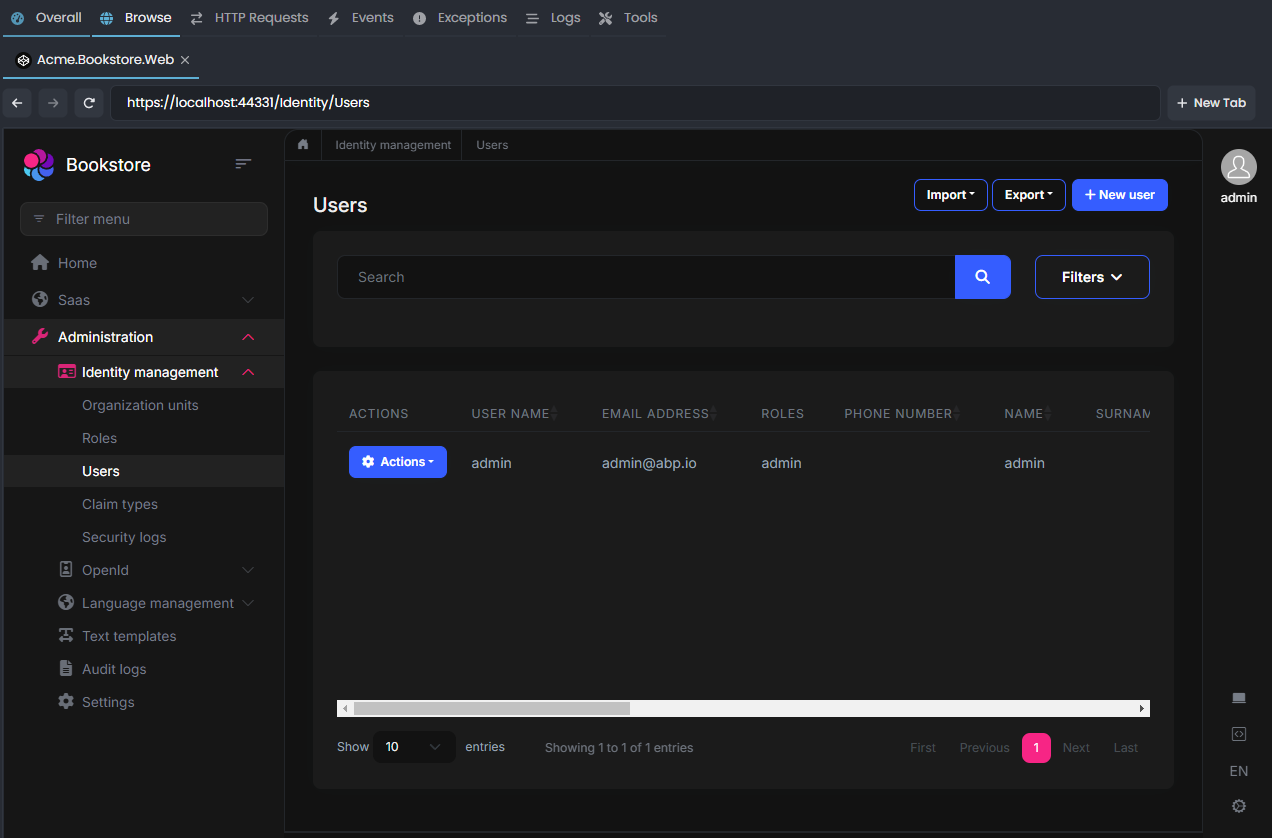 Overall Browse HTTP Requests Events Exceptions Logs Tools
Acme.Bookstore.Web
https://localhost:44331/Identity/Users
New Tab
Bookstore
Filter menu
Home
Saas
Administration
Identity management
Organization units
Roles
Users
Claim types
Security logs
OpenId
Language management
Text templates
Audit logs
Settings
Identity management Users
Users
Import Export + New user
Search
Filters
ACTIONS USER NAME EMAIL ADDRESS ROLES PHONE NUMBER NAME SURNAM
Actions admin admin@abp.io admin admin
Show 10 entries Showing 1 to 1 of 1 entries First Previous 1 Next Last
admin
EN